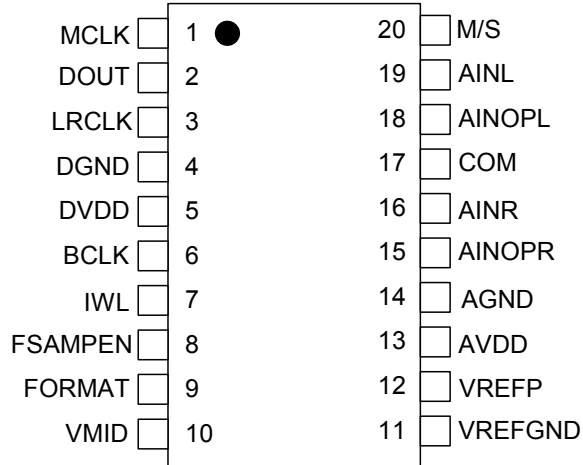 MCLK 1 20 M/S
DOUT 2 19 AINL
LRCLK 3 18 AINOPL
DGND 4 17 COM
DVDD 5 16 AINR
BCLK 6 15 AINOPR
IWL 7 14 AGND
FSAMPEN 8 13 AVDD
FORMAT 9 12 VREFP
VMID 10 11 VREFGND